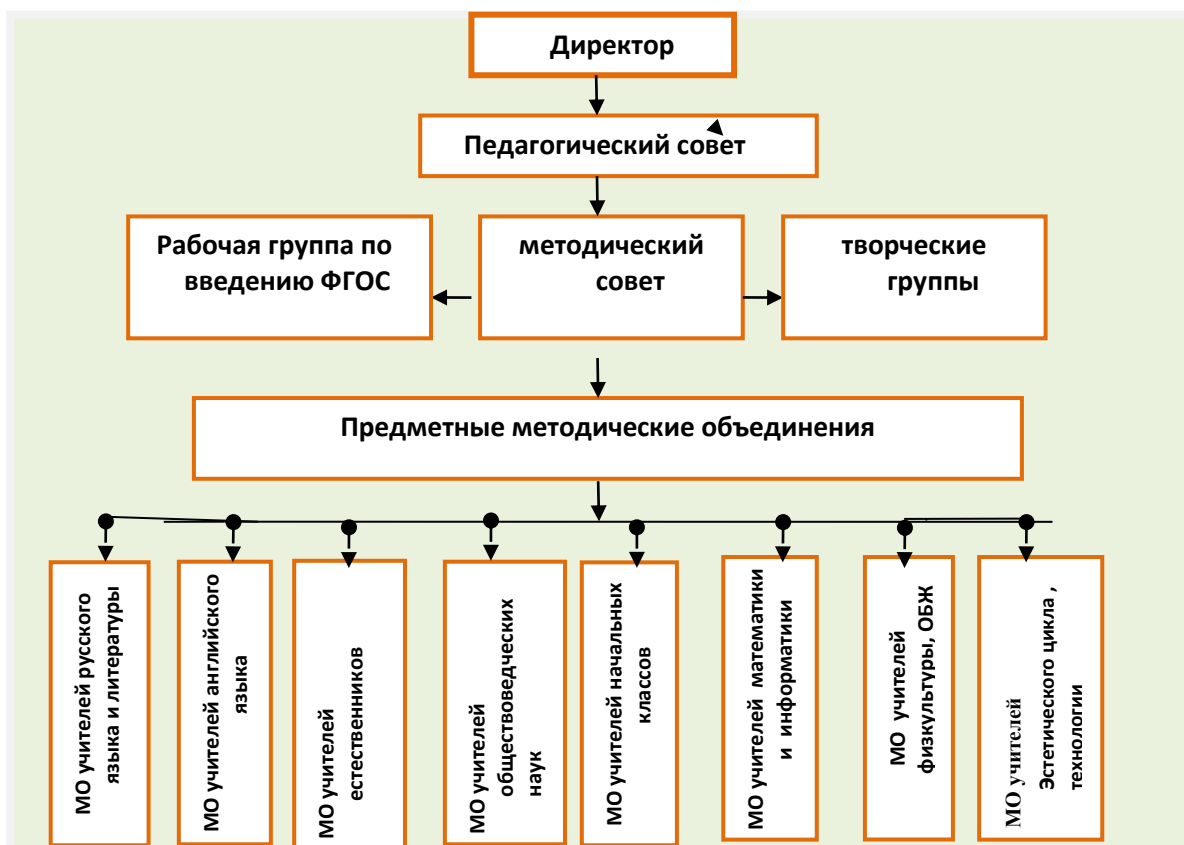 Директор
Педагогический совет
Рабочая группа по
введению ФГОС
методический
совет
творческие
группы
Предметные методические объединения
МО учителей русского
языка и литературы
МО учителей английского
языка
МО учителей
естественников
МО учителей
обществоведческих
наук
МО учителей начальных
классов
МО учителей математики
и информатики
МО учителей
физкультуры, ОБЖ
МО учителей
Эстетического цикла ,
технологии